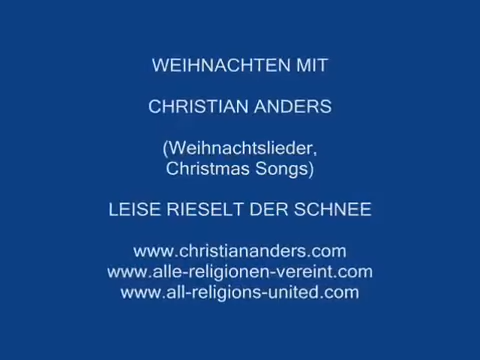 WEIHNACHTEN MIT
CHRISTIAN ANDERS
(Weihnachtslieder,
Christmas Songs)
LEISE RIESELT DER SCHNEE
www.christiananders.com
www.alle-religionen-vereint.com
www.all-religions-united.com